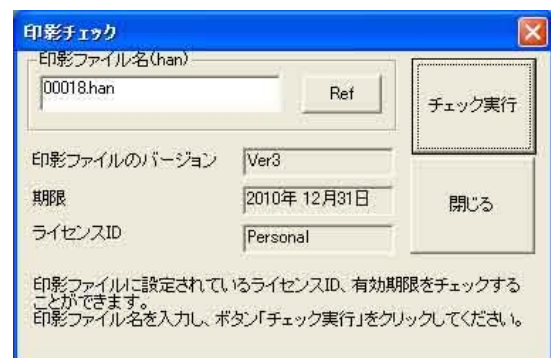 印影チェック
印影ファイル名(han)
00018.han
Ref
チェック実行
印影ファイルのバージョン
Ver3
期限
2010年 12月31日
閉じる
ライセンスID
Personal
印影ファイルに設定されているライセンスID、有効期限をチェックする
ことができます。
印影ファイル名を入力し、ボタン「チェック実行」をクリックしてください。